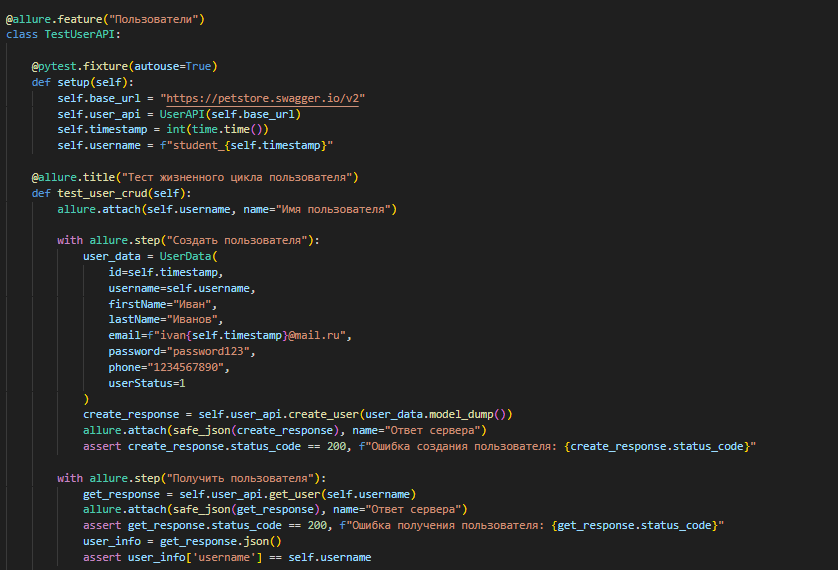 @allure.feature("Пользователи")
class TestUserAPI:
@pytest.fixture(autouse=True)
def setup(self):
self.base_url = "https://petstore.swagger.io/v2"
self.user_api = UserAPI(self.base_url)
self.timestamp = int(time.time())
self.username = f"student_{self.timestamp}"
@allure.title("Тест жизненного цикла пользователя")
def test_user_crud(self):
allure.attach(self.username, name="Имя пользователя")
with allure.step("Создать пользователя"):
user_data = UserData(
id=self.timestamp,
username=self.username,
firstName="Иван",
lastName="Иванов",
email=f"ivan{self.timestamp}@mail.ru",
password="password123",
phone="1234567890",
userStatus=1
)
create_response = self.user_api.create_user(user_data.model_dump())
allure.attach(safe_json(create_response), name="Ответ сервера")
assert create_response.status_code == 200, f"Ошибка создания пользователя: {create_response.status_code}"
with allure.step("Получить пользователя"):
get_response = self.user_api.get_user(self.username)
allure.attach(safe_json(get_response), name="Ответ сервера")
assert get_response.status_code == 200, f"Ошибка получения пользователя: {get_response.status_code}"
user_info = get_response.json()
assert user_info['username'] == self.username